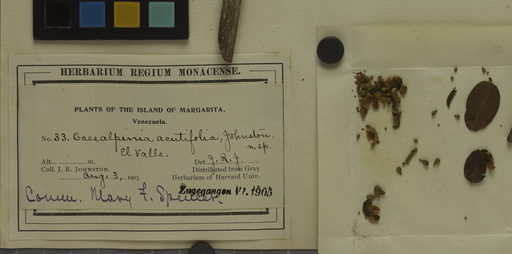 HERBARIUM REGIUM MONACENSE.
PLANTS OF THE ISLAND OF MARGARITA,
Venezuela.
No. 33. Caesalpinia acutifolia, Johnston,
n sp.
El Valle.
Alt. m. Det. J. R. J.
Coll. J. R. JOHNSTON. Distributed from Gray
Aug. 3, 1903 Herbarium of Harvard Univ.
Zugegangen VI. 1905
Comm. Mary F. Spencer.